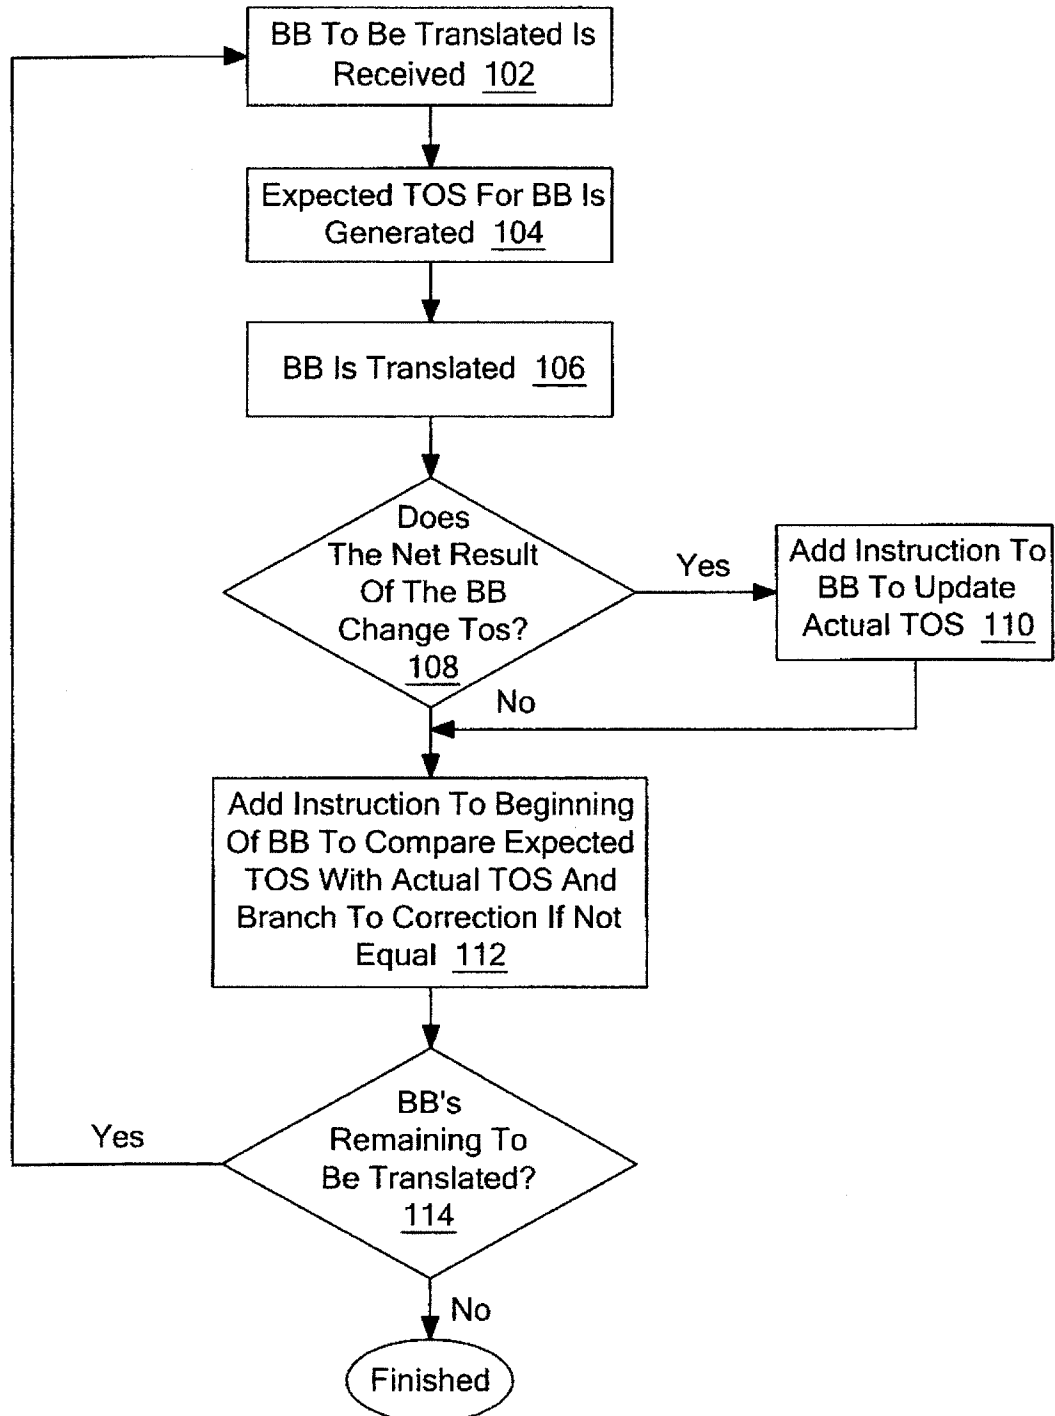 BB To Be Translated Is
Received 102
Expected TOS For BB Is
Generated 104
BB Is Translated 106
Does
The Net Result
Of The BB
Change Tos?
108
Yes
Add Instruction To
BB To Update
Actual TOS 110
No
Add Instruction To Beginning
Of BB To Compare Expected
TOS With Actual TOS And
Branch To Correction If Not
Equal 112
BB's
Remaining To
Be Translated?
114
Yes
No
Finished